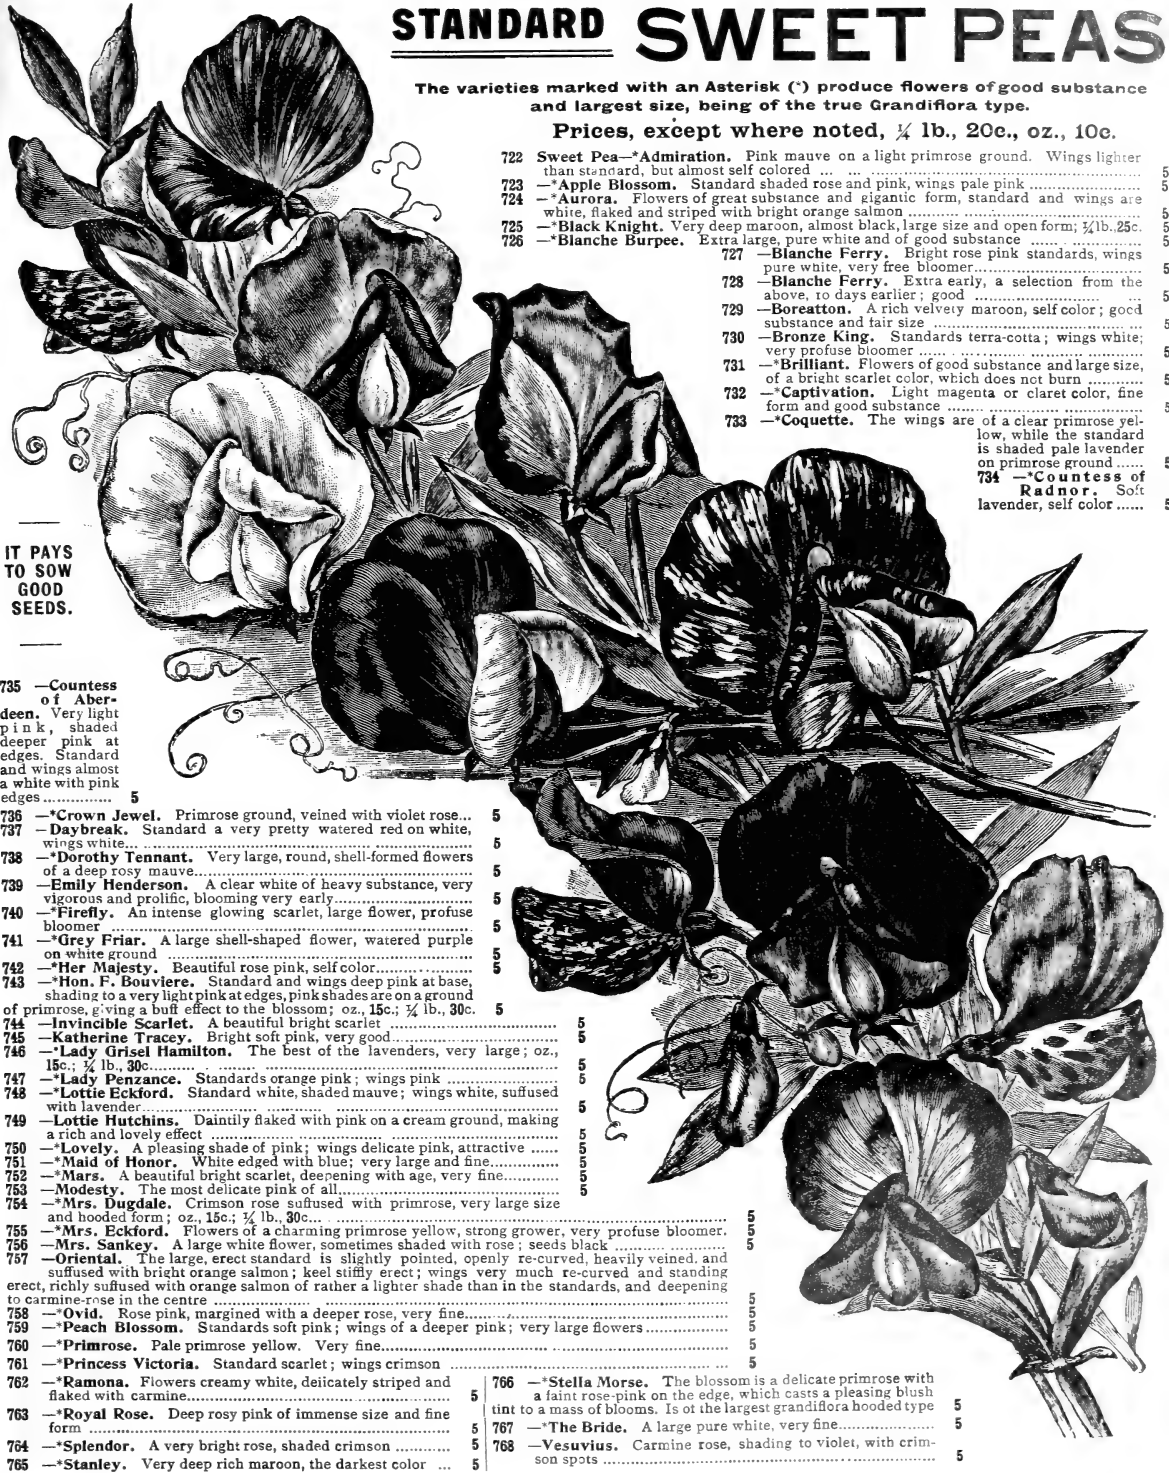 STANDARD SWEET PEAS
The varieties marked with an Asterisk (*) produce flowers of good substance
and largest size, being of the true Grandiflora type.
Prices, except where noted, ¼ lb., 20c., oz., 10c.
722 Sweet Pea—*Admiration. Pink mauve on a light primrose ground. Wings lighter
than standard, but almost self colored ... ... 5
723 —*Apple Blossom. Standard shaded rose and pink, wings pale pink ... 5
724 —*Aurora. Flowers of great substance and gigantic form, standard and wings are
white, flaked and striped with bright orange salmon ... 5
725 —*Black Knight. Very deep maroon, almost black, large size and open form; ¼lb.,25c. 5
726 —*Blanche Burpee. Extra large, pure white and of good substance ... 5
727 —Blanche Ferry. Bright rose pink standards, wings
pure white, very free bloomer... 5
728 —Blanche Ferry. Extra early, a selection from the
above, 10 days earlier; good ... 5
729 —Boreatton. A rich velvety maroon, self color; good
substance and fair size ... 5
730 —Bronze King. Standards terra-cotta; wings white;
very profuse bloomer ... 5
731 —*Brilliant. Flowers of good substance and large size,
of a bright scarlet color, which does not burn ... 5
732 —*Captivation. Light magenta or claret color, fine
form and good substance ... 5
733 —*Coquette. The wings are of a clear primrose yel-
low, while the standard
is shaded pale lavender
on primrose ground ...... 5
734 —*Countess of
Radnor. Soft
lavender, self color ...... 5
IT PAYS
TO SOW
GOOD
SEEDS.
735 —Countess
of Aber-
deen. Very light
pink, shaded
deeper pink at
edges. Standard
and wings almost
a white with pink
edges ... 5
736 —*Crown Jewel. Primrose ground, veined with violet rose... 5
737 —Daybreak. Standard a very pretty watered red on white,
wings white... 5
738 —*Dorothy Tennant. Very large, round, shell-formed flowers
of a deep rosy mauve... 5
739 —Emily Henderson. A clear white of heavy substance, very
vigorous and prolific, blooming very early... 5
740 —*Firefly. An intense glowing scarlet, large flower, profuse
bloomer ... 5
741 —*Grey Friar. A large shell-shaped flower, watered purple
on white ground ... 5
742 —*Her Majesty. Beautiful rose pink, self color... 5
743 —*Hon. F. Bouviere. Standard and wings deep pink at base,
shading to a very light pink at edges, pink shades are on a ground
of primrose, giving a buff effect to the blossom; oz., 15c.; ¼ lb., 30c. 5
744 —Invincible Scarlet. A beautiful bright scarlet ... 5
745 —Katherine Tracey. Bright soft pink, very good... 5
746 —*Lady Grisel Hamilton. The best of the lavenders, very large; oz.,
15c.; ¼ lb., 30c... 5
747 —*Lady Penzance. Standards orange pink; wings pink ... 5
748 —*Lottie Eckford. Standard white, shaded mauve; wings white, suffused
with lavender... 5
749 —Lottie Hutchins. Daintily flaked with pink on a cream ground, making
a rich and lovely effect ... 5
750 —*Lovely. A pleasing shade of pink; wings delicate pink, attractive ...... 5
751 —*Maid of Honor. White edged with blue; very large and fine... 5
752 —*Mars. A beautiful bright scarlet, deepening with age, very fine... 5
753 —Modesty. The most delicate pink of all... 5
754 —*Mrs. Dugdale. Crimson rose suffused with primrose, very large size
and hooded form; oz., 15c.; ¼ lb., 30c... 5
755 —*Mrs. Eckford. Flowers of a charming primrose yellow, strong grower, very profuse bloomer. 5
756 —Mrs. Sankey. A large white flower, sometimes shaded with rose; seeds black ... 5
757 —Oriental. The large, erect standard is slightly pointed, openly re-curved, heavily veined. and
suffused with bright orange salmon; keel stiffly erect; wings very much re-curved and standing
erect, richly suffused with orange salmon of rather a lighter shade than in the standards, and deepening
to carmine-rose in the centre ... 5
758 —*Ovid. Rose pink, margined with a deeper rose, very fine... 5
759 —*Peach Blossom. Standards soft pink; wings of a deeper pink; very large flowers ... 5
760 —*Primrose. Pale primrose yellow. Very fine... 5
761 —*Princess Victoria. Standard scarlet; wings crimson ... 5
762 —*Ramona. Flowers creamy white, delicately striped and
flaked with carmine... 5
763 —*Royal Rose. Deep rosy pink of immense size and fine
form ... 5
764 —*Splendor. A very bright rose, shaded crimson ... 5
765 —*Stanley. Very deep rich maroon, the darkest color ... 5
766 —*Stella Morse. The blossom is a delicate primrose with
a faint rose-pink on the edge, which casts a pleasing blush
tint to a mass of blooms. Is of the largest grandiflora hooded type 5
767 —*The Bride. A large pure white, very fine... 5
768 —Vesuvius. Carmine rose, shading to violet, with crim-
son spots ... 5